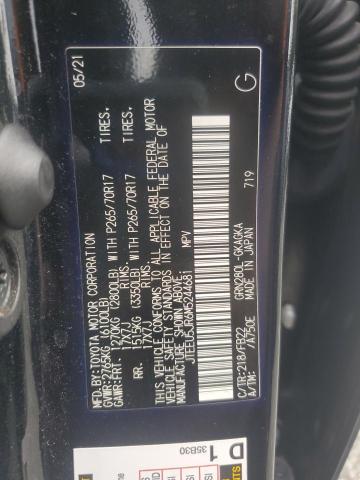 MFD.BY:TOYOTA MOTOR CORPORATION 05/21
GVWR:2765KG (6100LB)
GAWR:FRT. 1270KG (2800LB) WITH P265/70R17 TIRES,
17X7J RIMS.
RR. 1515KG (3350LB) WITH P265/70R17 TIRES,
17X7J RIMS.
THIS VEHICLE CONFORMS TO ALL APPLICABLE FEDERAL MOTOR
VEHICLE SAFETY STANDARDS IN EFFECT ON THE DATE OF
MANUFACTURE SHOWN ABOVE.
JTEEU5JR6M5244681 MPV
C/TR:218/FB22 GRN280L-GKAGKA
A/TM: /A750E MADE IN JAPAN 719
G
D 1
35B30